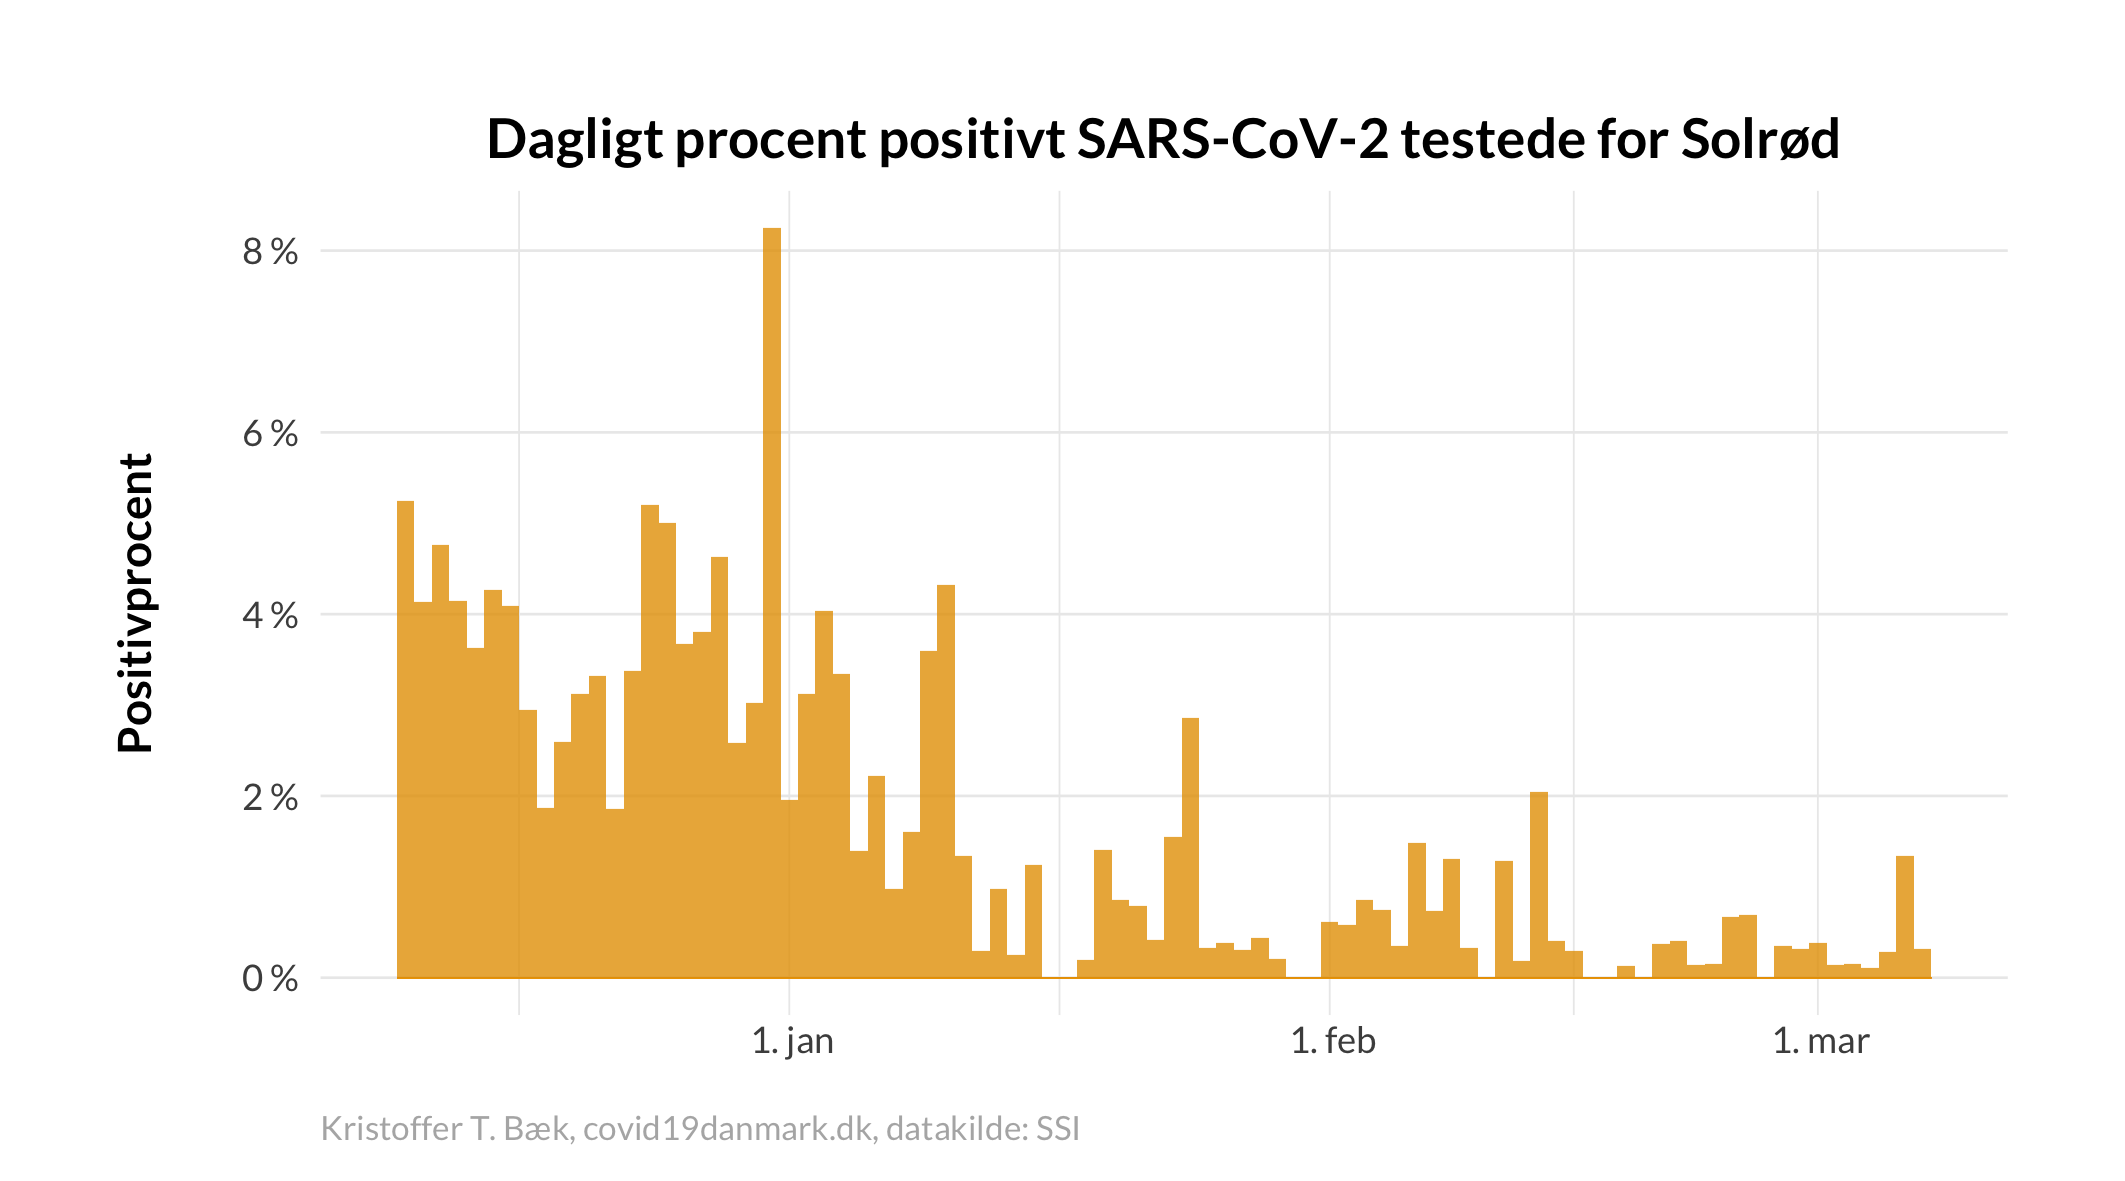 Dagligt procent positivt SARS-CoV-2 testede for Solrød
Positivprocent
8 %
6 %
4 %
2 %
0 %
1. jan
1. feb
1. mar
Kristoffer T. Bæk, covid19danmark.dk, datakilde: SSI